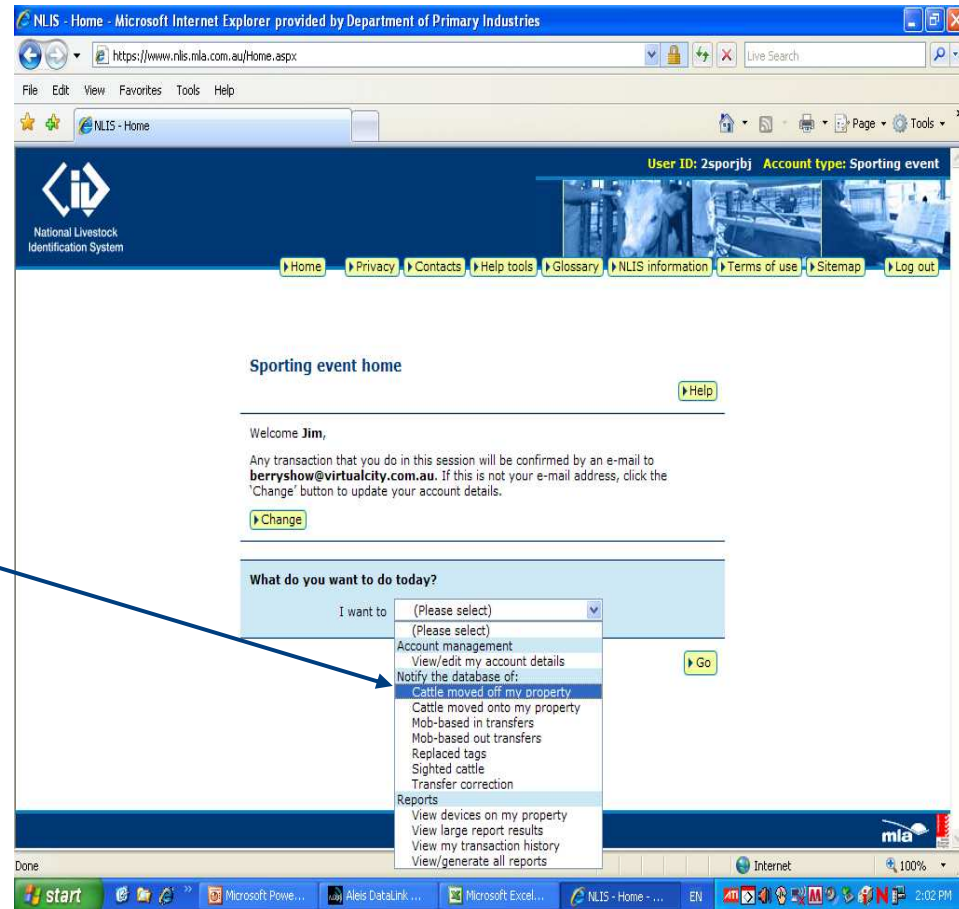 NLIS - Home - Microsoft Internet Explorer provided by Department of Primary Industries
https://www.nlis.mla.com.au/Home.aspx
Live Search
File Edit View Favorites Tools Help
NLIS - Home
Page Tools
User ID: 2sporjbj Account type: Sporting event
National Livestock
Identification System
Home Privacy Contacts Help tools Glossary NLIS information Terms of use Sitemap Log out
Sporting event home
Help
Welcome Jim,
Any transaction that you do in this session will be confirmed by an e-mail to
berryshow@virtualcity.com.au. If this is not your e-mail address, click the
'Change' button to update your account details.
Change
What do you want to do today?
I want to (Please select)
(Please select)
Account management
View/edit my account details
Go
Notify the database of:
Cattle moved off my property
Cattle moved onto my property
Mob-based in transfers
Mob-based out transfers
Replaced tags
Sighted cattle
Transfer correction
Reports
View devices on my property
View large report results
View my transaction history
View/generate all reports
mla
Done
Internet 100%
start Microsoft Powe... Aleis DataLink ... Microsoft Excel... NLIS - Home - ... EN 2:02 PM